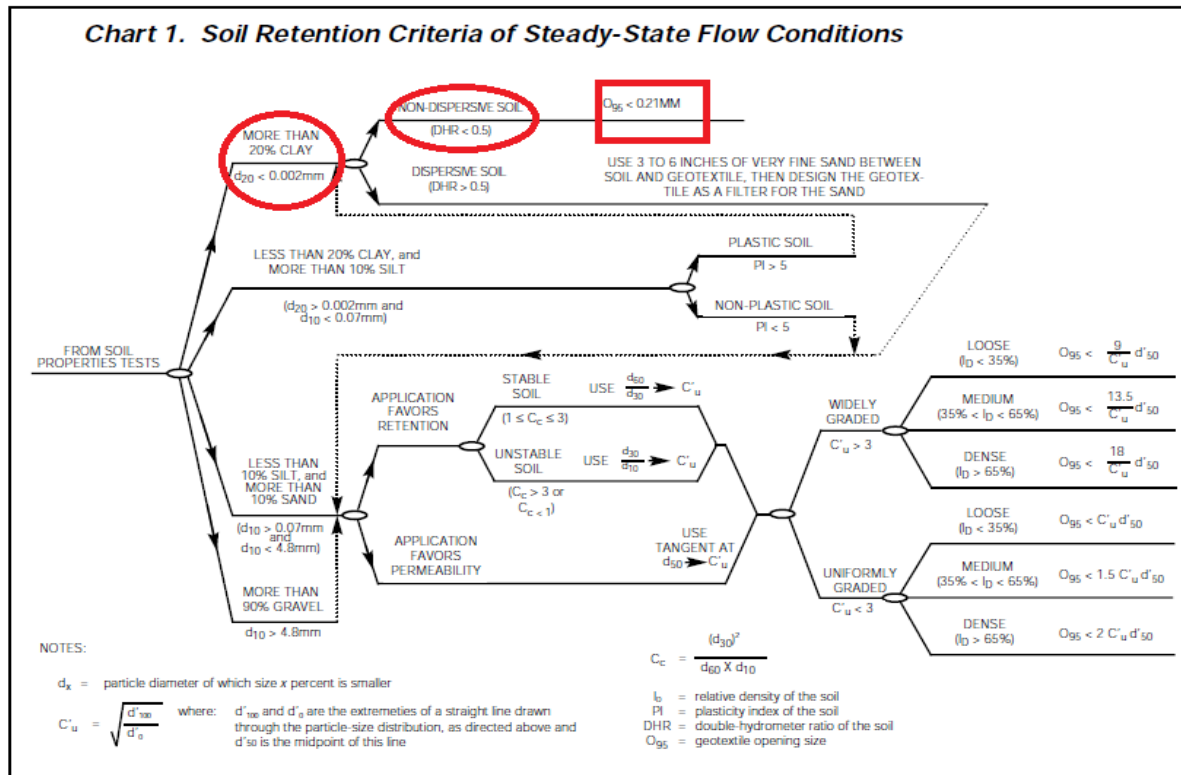 Chart 1. Soil Retention Criteria of Steady-State Flow Conditions
NON-DISPERSIVE SOIL
(DHR < 0.5)
O95 < 0.21MM
MORE THAN
20% CLAY
d20 < 0.002mm
DISPERSIVE SOIL
(DHR > 0.5)
USE 3 TO 6 INCHES OF VERY FINE SAND BETWEEN
SOIL AND GEOTEXTILE, THEN DESIGN THE GEOTEX-
TILE AS A FILTER FOR THE SAND
LESS THAN 20% CLAY, and
MORE THAN 10% SILT
(d20 > 0.002mm and
d10 < 0.07mm)
PLASTIC SOIL
PI > 5
NON-PLASTIC SOIL
PI < 5
FROM SOIL
PROPERTIES TESTS
LESS THAN
10% SILT, and
MORE THAN
10% SAND
(d10 > 0.07mm
and
d10 < 4.8mm)
MORE THAN
90% GRAVEL
d10 > 4.8mm
APPLICATION
FAVORS
RETENTION
STABLE
SOIL
(1 ≤ Cc ≤ 3)
USE d60/d30 → C'u
UNSTABLE
SOIL
(Cc > 3 or
Cc < 1)
USE d30/d10 → C'u
APPLICATION
FAVORS
PERMEABILITY
USE
TANGENT AT
d50 → C'u
WIDELY
GRADED
C'u > 3
LOOSE
(ID < 35%)
O95 < 9/C'u d'50
MEDIUM
(35% < ID < 65%)
O95 < 13.5/C'u d'50
DENSE
(ID > 65%)
O95 < 18/C'u d'50
UNIFORMLY
GRADED
C'u < 3
LOOSE
(ID < 35%)
O95 < C'u d'50
MEDIUM
(35% < ID < 65%)
O95 < 1.5 C'u d'50
DENSE
(ID > 65%)
O95 < 2 C'u d'50
NOTES:
dx = particle diameter of which size x percent is smaller
C'u = √(d'100/d'0) where: d'100 and d'0 are the extremeties of a straight line drawn
through the particle-size distribution, as directed above and
d'50 is the midpoint of this line
Cc = (d30)²/d60 X d10
ID = relative density of the soil
PI = plasticity index of the soil
DHR = double-hydrometer ratio of the soil
O95 = geotextile opening size